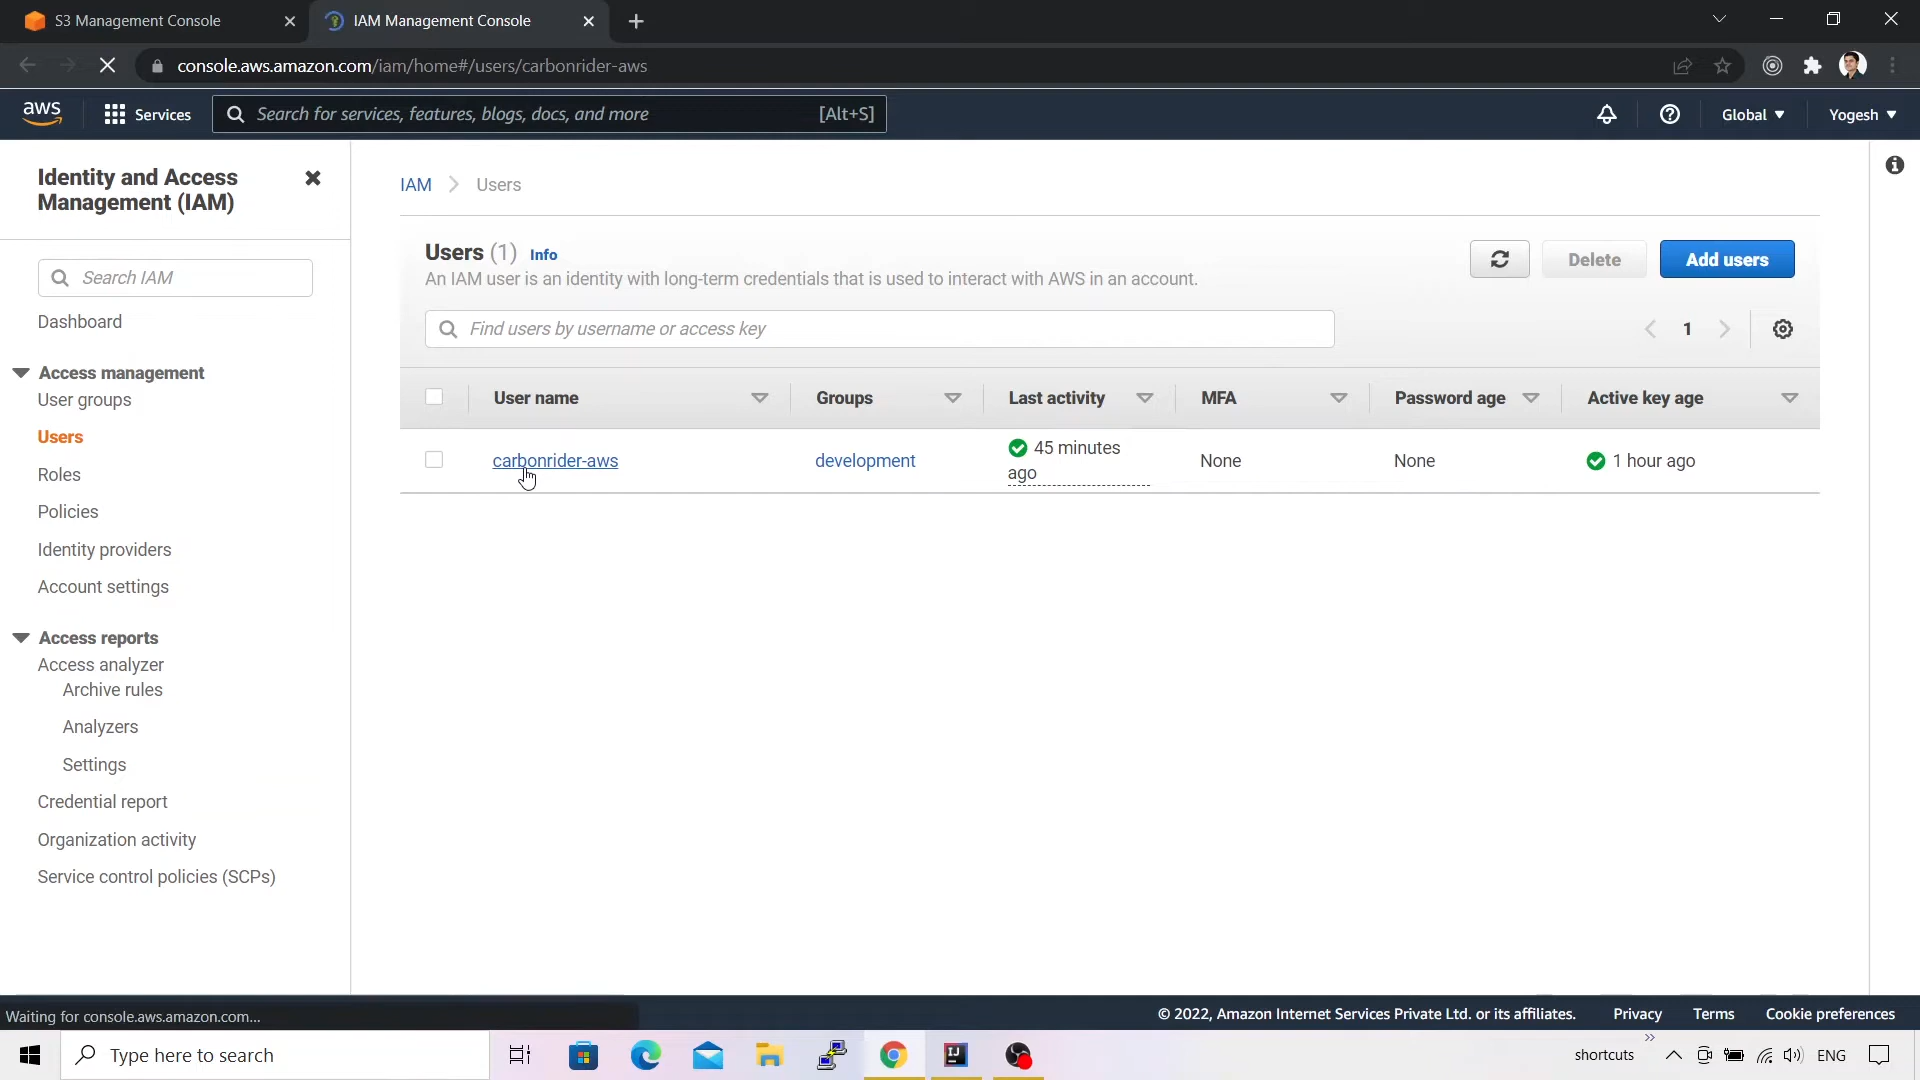 S3 Management Console
IAM Management Console
console.aws.amazon.com/iam/home#/users/carbonrider-aws
aws
Services
Search for services, features, blogs, docs, and more
[Alt+S]
Global
Yogesh
Identity and Access
Management (IAM)
Search IAM
Dashboard
Access management
User groups
Users
Roles
Policies
Identity providers
Account settings
Access reports
Access analyzer
Archive rules
Analyzers
Settings
Credential report
Organization activity
Service control policies (SCPs)
IAM > Users
Users (1) Info
An IAM user is an identity with long-term credentials that is used to interact with AWS in an account.
Delete
Add users
Find users by username or access key
1
User name Groups Last activity MFA Password age Active key age
carbonrider-aws development 45 minutes ago None None 1 hour ago
Waiting for console.aws.amazon.com...
© 2022, Amazon Internet Services Private Ltd. or its affiliates. Privacy Terms Cookie preferences
Type here to search
shortcuts
ENG